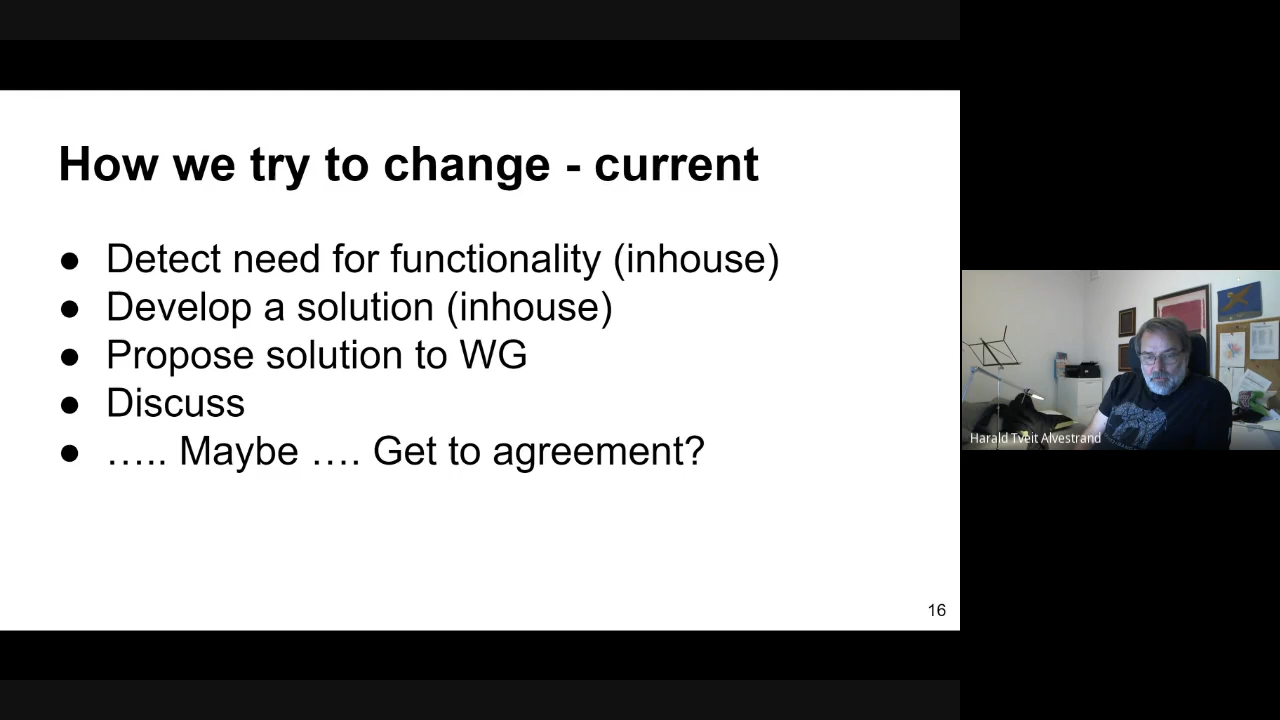 How we try to change - current
● Detect need for functionality (inhouse)
● Develop a solution (inhouse)
● Propose solution to WG
● Discuss
● ….. Maybe …. Get to agreement?
16
Harald Tveit Alvestrand